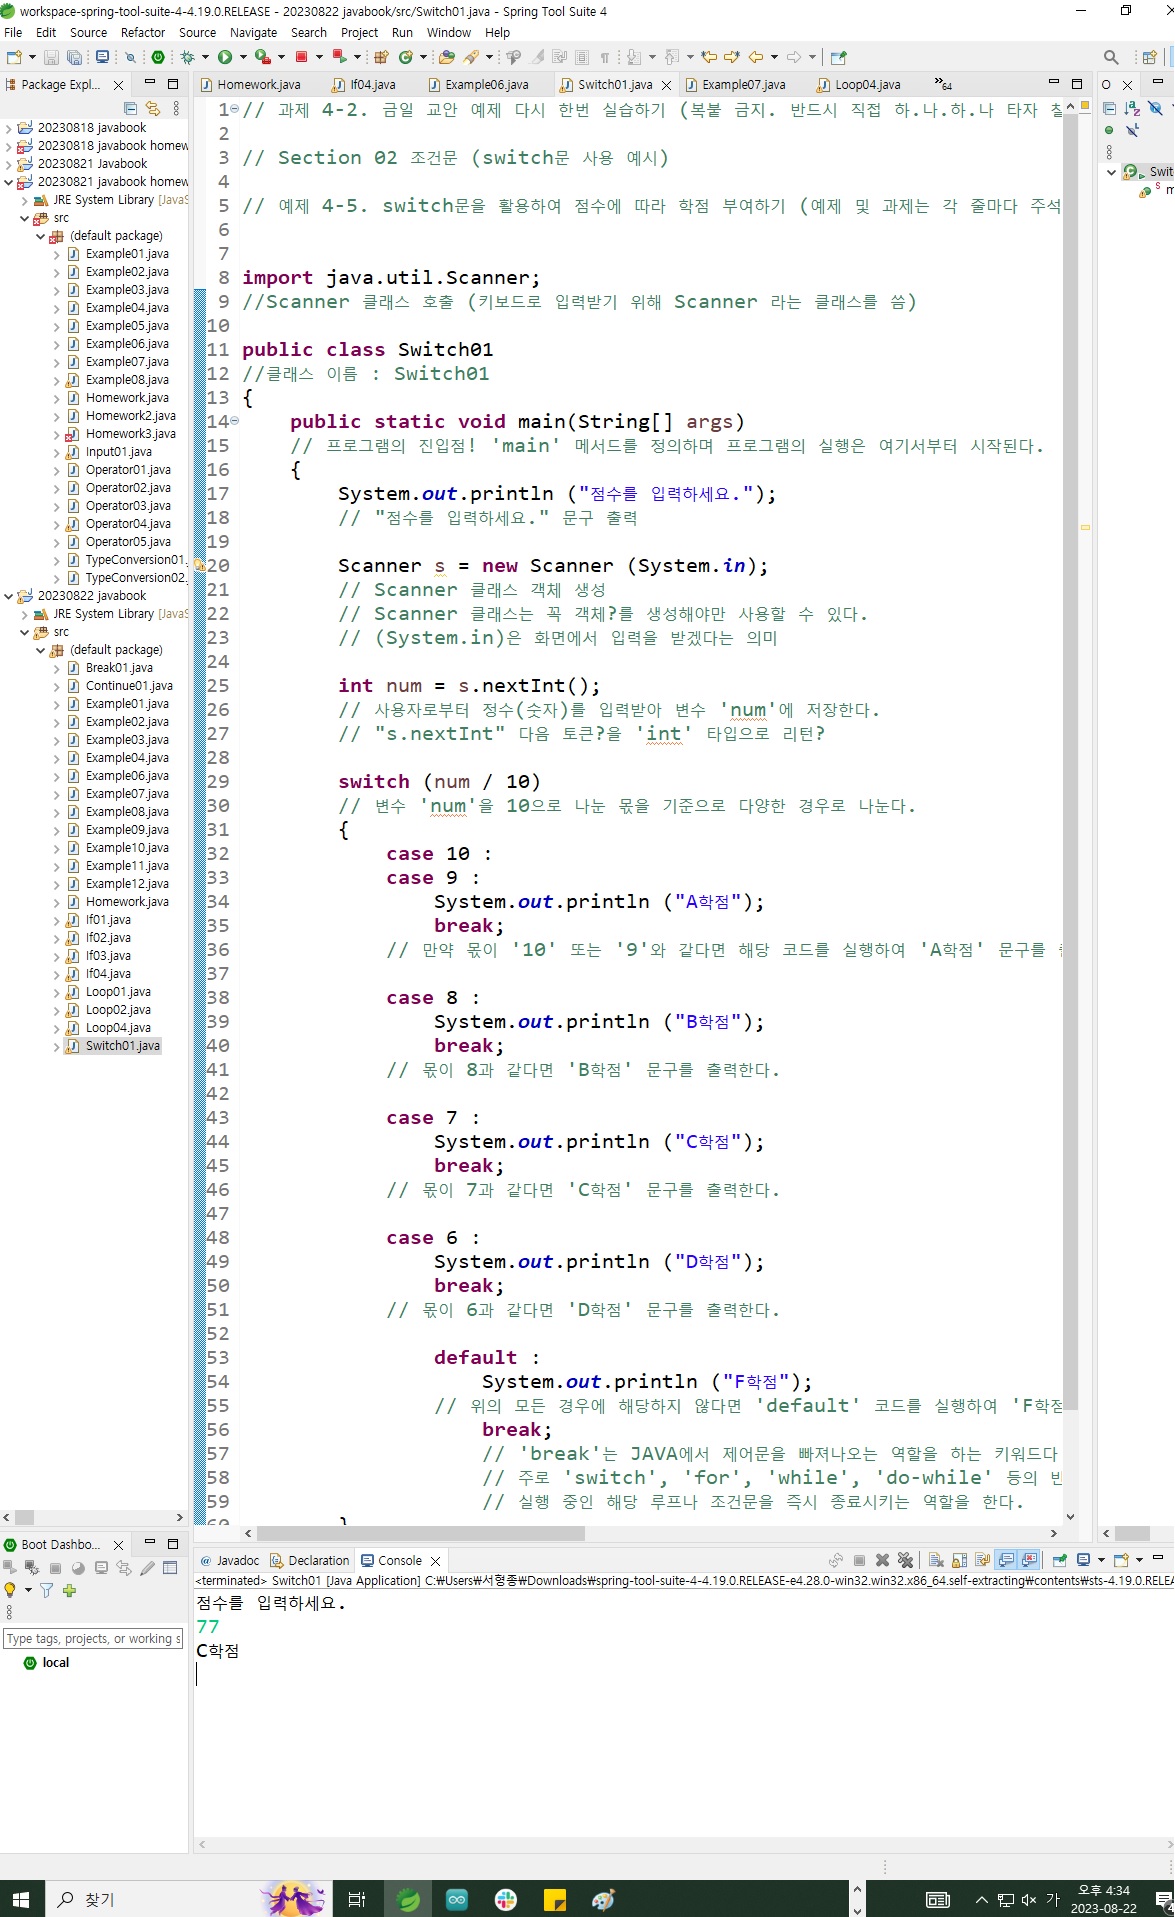 workspace-spring-tool-suite-4-4.19.0.RELEASE - 20230822 javabook/src/Switch01.java - Spring Tool Suite 4
File Edit Source Refactor Source Navigate Search Project Run Window Help
Package Expl...
Homework.java If04.java Example06.java Switch01.java Example07.java Loop04.java 64
O
20230818 javabook
20230818 javabook homew
20230821 Javabook
20230821 javabook homew
JRE System Library [JavaS
src
(default package)
Example01.java
Example02.java
Example03.java
Example04.java
Example05.java
Example06.java
Example07.java
Example08.java
Homework.java
Homework2.java
Homework3.java
Input01.java
Operator01.java
Operator02.java
Operator03.java
Operator04.java
Operator05.java
TypeConversion01.
TypeConversion02.
20230822 javabook
JRE System Library [JavaS
src
(default package)
Break01.java
Continue01.java
Example01.java
Example02.java
Example03.java
Example04.java
Example06.java
Example07.java
Example08.java
Example09.java
Example10.java
Example11.java
Example12.java
Homework.java
If01.java
If02.java
If03.java
If04.java
Loop01.java
Loop02.java
Loop04.java
Switch01.java
1 // 과제 4-2. 금일 교안 예제 다시 한번 실습하기 (복붙 금지. 반드시 직접 하.나.하.나 타자 칠
2
3 // Section 02 조건문 (switch문 사용 예시)
4
5 // 예제 4-5. switch문을 활용하여 점수에 따라 학점 부여하기 (예제 및 과제는 각 줄마다 주석
6
7
8 import java.util.Scanner;
9 //Scanner 클래스 호출 (키보드로 입력받기 위해 Scanner 라는 클래스를 씀)
10
11 public class Switch01
12 //클래스 이름 : Switch01
13 {
14 public static void main(String[] args)
15 // 프로그램의 진입점! 'main' 메서드를 정의하며 프로그램의 실행은 여기서부터 시작된다.
16 {
17 System.out.println ("점수를 입력하세요.");
18 // "점수를 입력하세요." 문구 출력
19
20 Scanner s = new Scanner (System.in);
21 // Scanner 클래스 객체 생성
22 // Scanner 클래스는 꼭 객체?를 생성해야만 사용할 수 있다.
23 // (System.in)은 화면에서 입력을 받겠다는 의미
24
25 int num = s.nextInt();
26 // 사용자로부터 정수(숫자)를 입력받아 변수 'num'에 저장한다.
27 // "s.nextInt" 다음 토큰?을 'int' 타입으로 리턴?
28
29 switch (num / 10)
30 // 변수 'num'을 10으로 나눈 몫을 기준으로 다양한 경우로 나눈다.
31 {
32 case 10 :
33 case 9 :
34 System.out.println ("A학점");
35 break;
36 // 만약 몫이 '10' 또는 '9'와 같다면 해당 코드를 실행하여 'A학점' 문구를
37
38 case 8 :
39 System.out.println ("B학점");
40 break;
41 // 몫이 8과 같다면 'B학점' 문구를 출력한다.
42
43 case 7 :
44 System.out.println ("C학점");
45 break;
46 // 몫이 7과 같다면 'C학점' 문구를 출력한다.
47
48 case 6 :
49 System.out.println ("D학점");
50 break;
51 // 몫이 6과 같다면 'D학점' 문구를 출력한다.
52
53 default :
54 System.out.println ("F학점");
55 // 위의 모든 경우에 해당하지 않다면 'default' 코드를 실행하여 'F학점
56 break;
57 // 'break'는 JAVA에서 제어문을 빠져나오는 역할을 하는 키워드다
58 // 주로 'switch', 'for', 'while', 'do-while' 등의 반
59 // 실행 중인 해당 루프나 조건문을 즉시 종료시키는 역할을 한다.
60 }
Swit
m
Boot Dashbo...
Type tags, projects, or working s
local
@ Javadoc Declaration Console
<terminated> Switch01 [Java Application] C:₩Users₩서형종₩Downloads₩spring-tool-suite-4-4.19.0.RELEASE-e4.28.0-win32.win32.x86_64.self-extracting₩contents₩sts-4.19.0.RELEA
점수를 입력하세요.
77
C학점
찾기
가
오후 4:34
2023-08-22